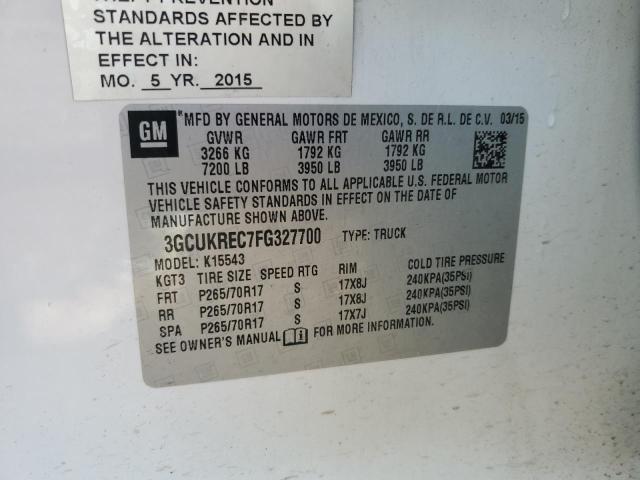 STANDARDS AFFECTED BY
THE ALTERATION AND IN
EFFECT IN:
MO. 5 YR. 2015
GM
*MFD BY GENERAL MOTORS DE MEXICO, S. DE R.L. DE C.V. 03/15
GVWR GAWR FRT GAWR RR
3266 KG 1792 KG 1792 KG
7200 LB 3950 LB 3950 LB
THIS VEHICLE CONFORMS TO ALL APPLICABLE U.S. FEDERAL MOTOR
VEHICLE SAFETY STANDARDS IN EFFECT ON THE DATE OF
MANUFACTURE SHOWN ABOVE.
3GCUKREC7FG327700 TYPE: TRUCK
MODEL: K15543
KGT3 TIRE SIZE SPEED RTG RIM COLD TIRE PRESSURE
FRT P265/70R17 S 17X8J 240KPA(35PSI)
RR P265/70R17 S 17X8J 240KPA(35PSI)
SPA P265/70R17 S 17X7J 240KPA(35PSI)
SEE OWNER'S MANUAL FOR MORE INFORMATION.